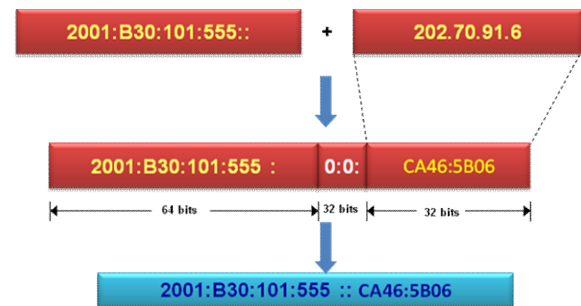 2001:B30:101:555:: + 202.70.91.6
2001:B30:101:555 : 0:0: CA46:5B06
64 bits 32 bits 32 bits
2001:B30:101:555 :: CA46:5B06